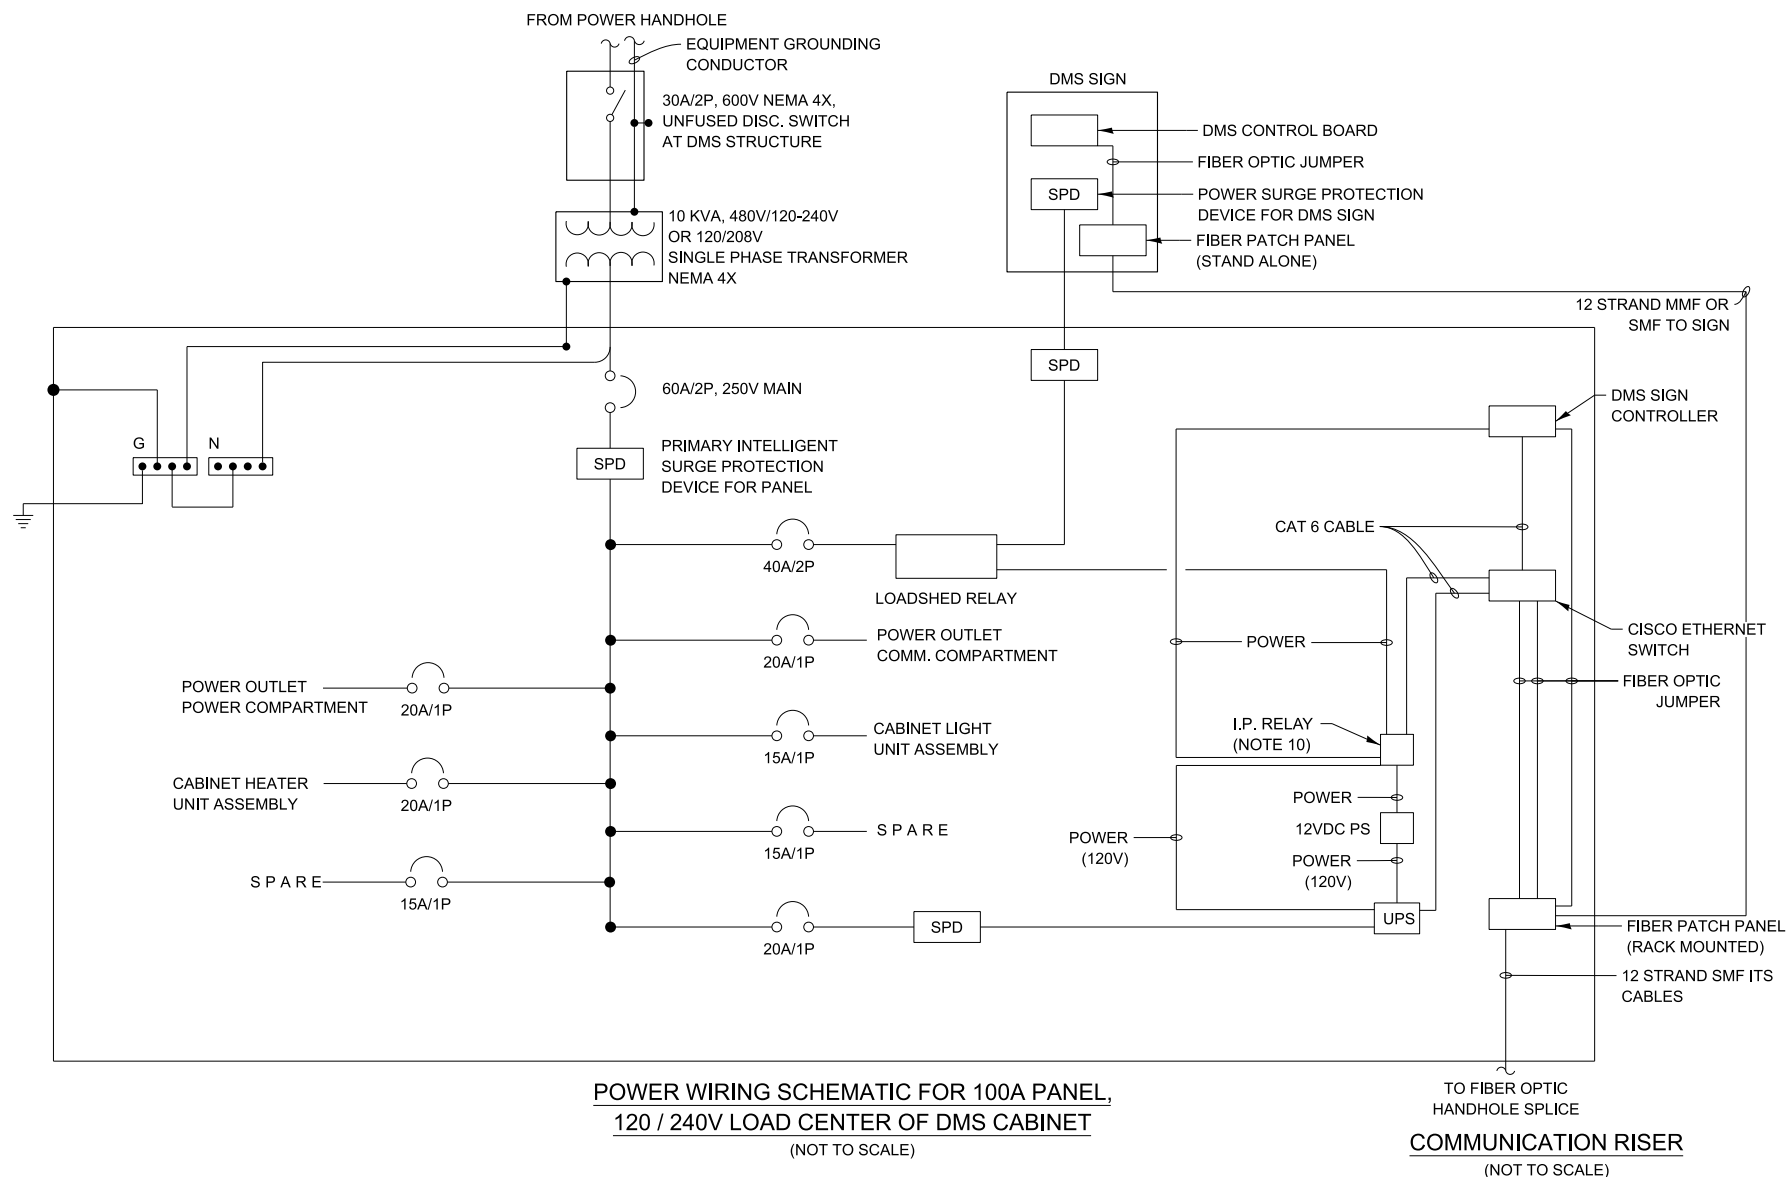 FROM POWER HANDHOLE
EQUIPMENT GROUNDING
CONDUCTOR
30A/2P, 600V NEMA 4X,
UNFUSED DISC. SWITCH
AT DMS STRUCTURE
10 KVA, 480V/120-240V
OR 120/208V
SINGLE PHASE TRANSFORMER
NEMA 4X
DMS SIGN
DMS CONTROL BOARD
FIBER OPTIC JUMPER
SPD
POWER SURGE PROTECTION
DEVICE FOR DMS SIGN
FIBER PATCH PANEL
(STAND ALONE)
12 STRAND MMF OR
SMF TO SIGN
SPD
60A/2P, 250V MAIN
G
N
SPD
PRIMARY INTELLIGENT
SURGE PROTECTION
DEVICE FOR PANEL
40A/2P
LOADSHED RELAY
20A/1P
POWER OUTLET
COMM. COMPARTMENT
POWER OUTLET
POWER COMPARTMENT
20A/1P
15A/1P
CABINET LIGHT
UNIT ASSEMBLY
CABINET HEATER
UNIT ASSEMBLY
20A/1P
15A/1P
S P A R E
S P A R E
15A/1P
20A/1P
SPD
DMS SIGN
CONTROLLER
CAT 6 CABLE
CISCO ETHERNET
SWITCH
POWER
FIBER OPTIC
JUMPER
I.P. RELAY
(NOTE 10)
POWER
12VDC PS
POWER
(120V)
POWER
(120V)
UPS
FIBER PATCH PANEL
(RACK MOUNTED)
12 STRAND SMF ITS
CABLES
TO FIBER OPTIC
HANDHOLE SPLICE
POWER WIRING SCHEMATIC FOR 100A PANEL,
120 / 240V LOAD CENTER OF DMS CABINET
(NOT TO SCALE)
COMMUNICATION RISER
(NOT TO SCALE)